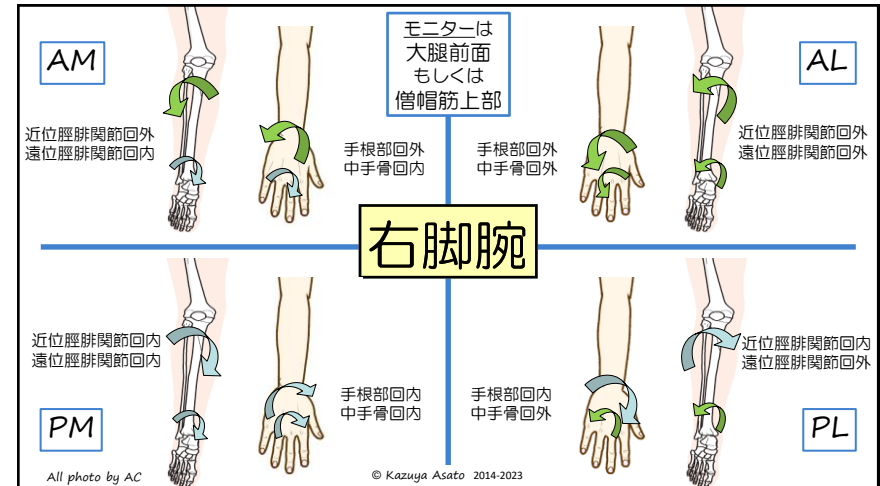 モニターは
大腿前面
もしくは
僧帽筋上部
AM
近位脛腓関節回外
遠位脛腓関節回内
手根部回外
中手骨回内
手根部回外
中手骨回外
AL
近位脛腓関節回外
遠位脛腓関節回外
右脚腕
近位脛腓関節回内
遠位脛腓関節回内
PM
手根部回内
中手骨回内
手根部回内
中手骨回外
近位脛腓関節回内
遠位脛腓関節回外
PL
All photo by AC
© Kazuya Asato 2014-2023